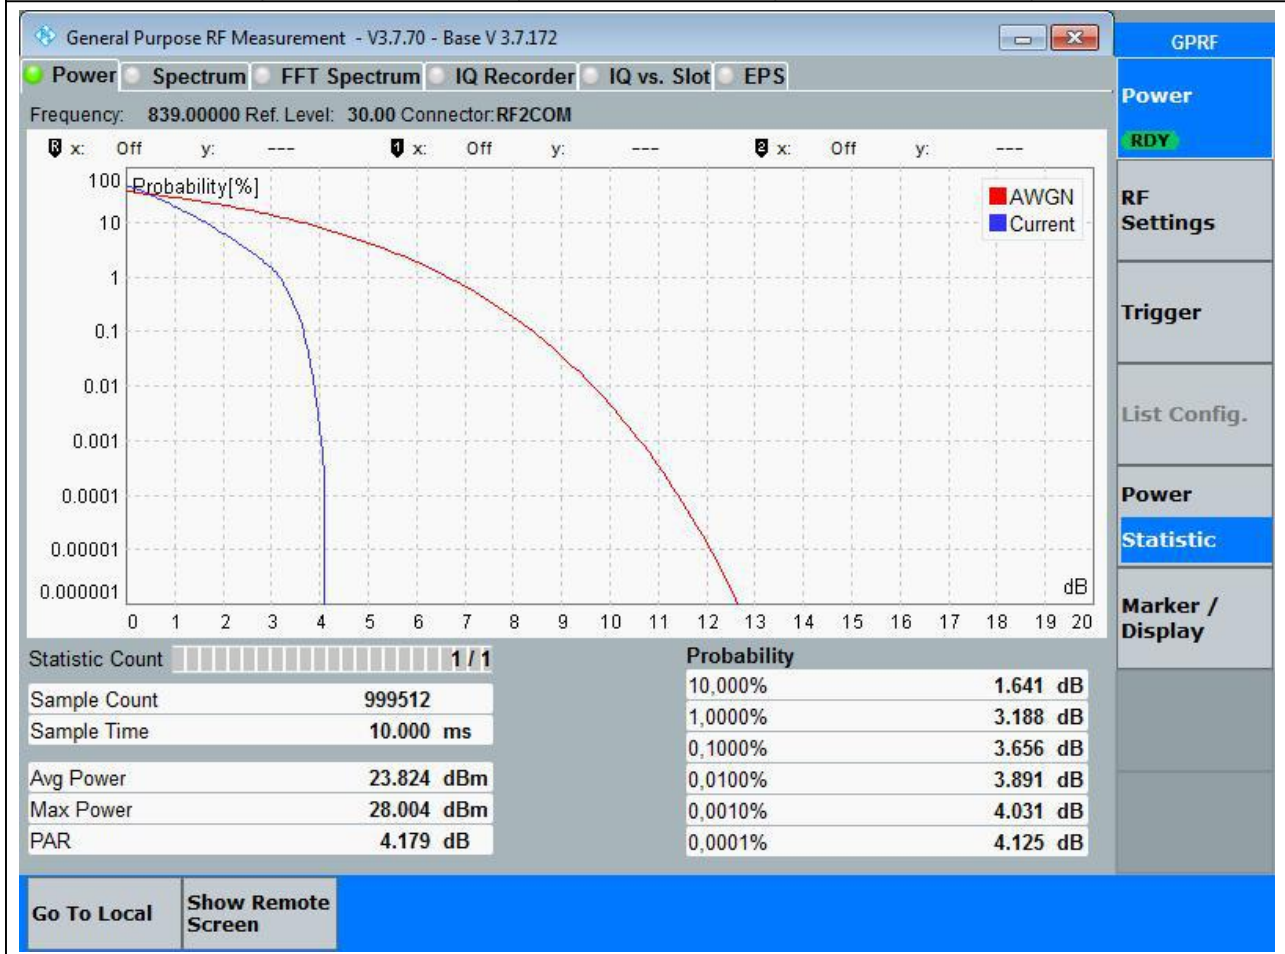 General Purpose RF Measurement - V3.7.70 - Base V 3.7.172
GPRF
Power Spectrum FFT Spectrum IQ Recorder IQ vs. Slot EPS
Frequency: 839.00000 Ref. Level: 30.00 Connector:RF2COM
R x: Off y: --- 1 x: Off y: --- 2 x: Off y: ---
Probability[%]
AWGN
Current
100
10
1
0.1
0.01
0.001
0.0001
0.00001
0.000001
dB
0 1 2 3 4 5 6 7 8 9 10 11 12 13 14 15 16 17 18 19 20
Statistic Count 1 / 1
Sample Count 999512
Sample Time 10.000 ms
Avg Power 23.824 dBm
Max Power 28.004 dBm
PAR 4.179 dB
Probability
10,000% 1.641 dB
1,0000% 3.188 dB
0,1000% 3.656 dB
0,0100% 3.891 dB
0,0010% 4.031 dB
0,0001% 4.125 dB
Power
RDY
RF
Settings
Trigger
List Config.
Power
Statistic
Marker /
Display
Go To Local
Show Remote
Screen